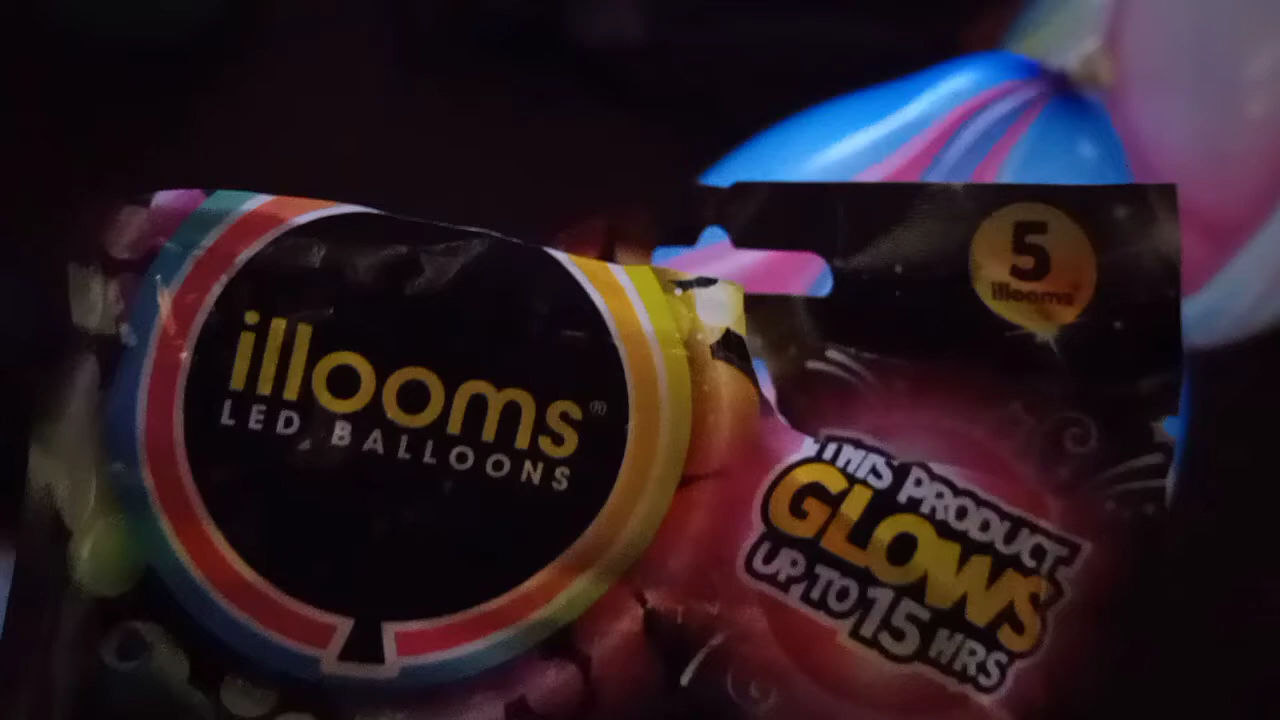 illooms®
LED BALLOONS
5
illooms
THIS PRODUCT
GLOWS
UP TO 15 HRS